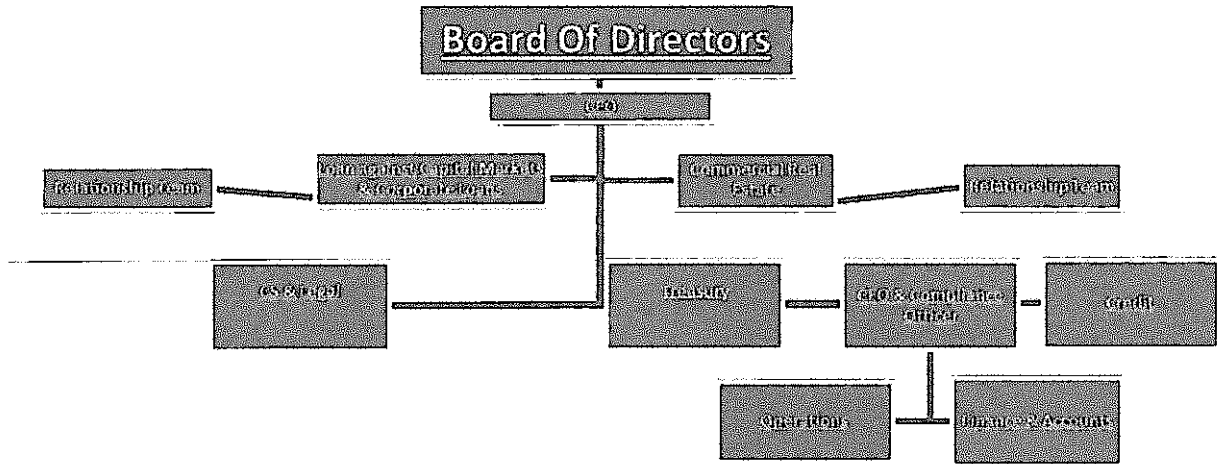 Board Of Directors
(CEO)
Relationship Team
Loan against Capital Markets
& Corporate Loans
Commercial Real
Estate
Relationship team
CS & Legal
Treasury
CFO & Compliance
Officer
Credit
Operations
Finance & Accounts